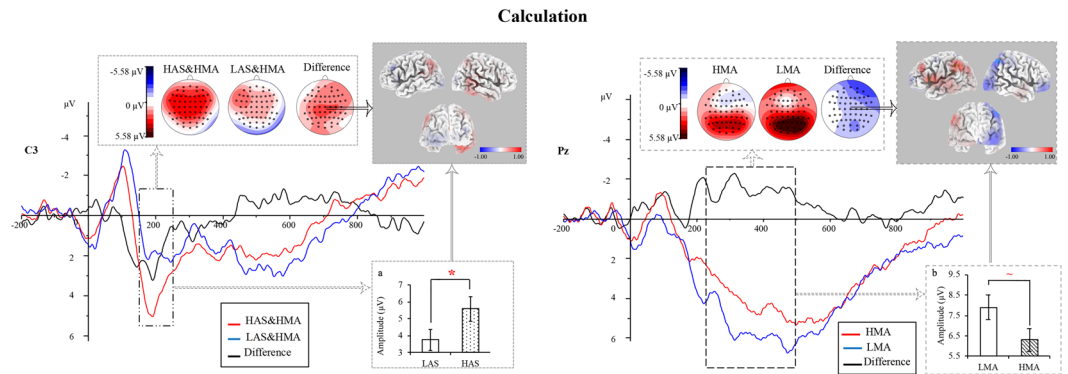 Calculation
-5.58 µV
0 µV
5.58 µV
HAS&HMA
LAS&HMA
Difference
-1.00
1.00
µV
C3
-4
-2
-200
0
200
400
600
800
2
4
6
HAS&HMA
LAS&HMA
Difference
a
*
Amplitude (µV)
7
6
5
4
3
LAS
HAS
-5.58 µV
0 µV
5.58 µV
HMA
LMA
Difference
-1.00
1.00
µV
Pz
-4
-2
-200
0
200
400
600
800
2
4
6
HMA
LMA
Difference
b
~
Amplitude (µV)
9.5
8.5
7.5
6.5
5.5
LMA
HMA